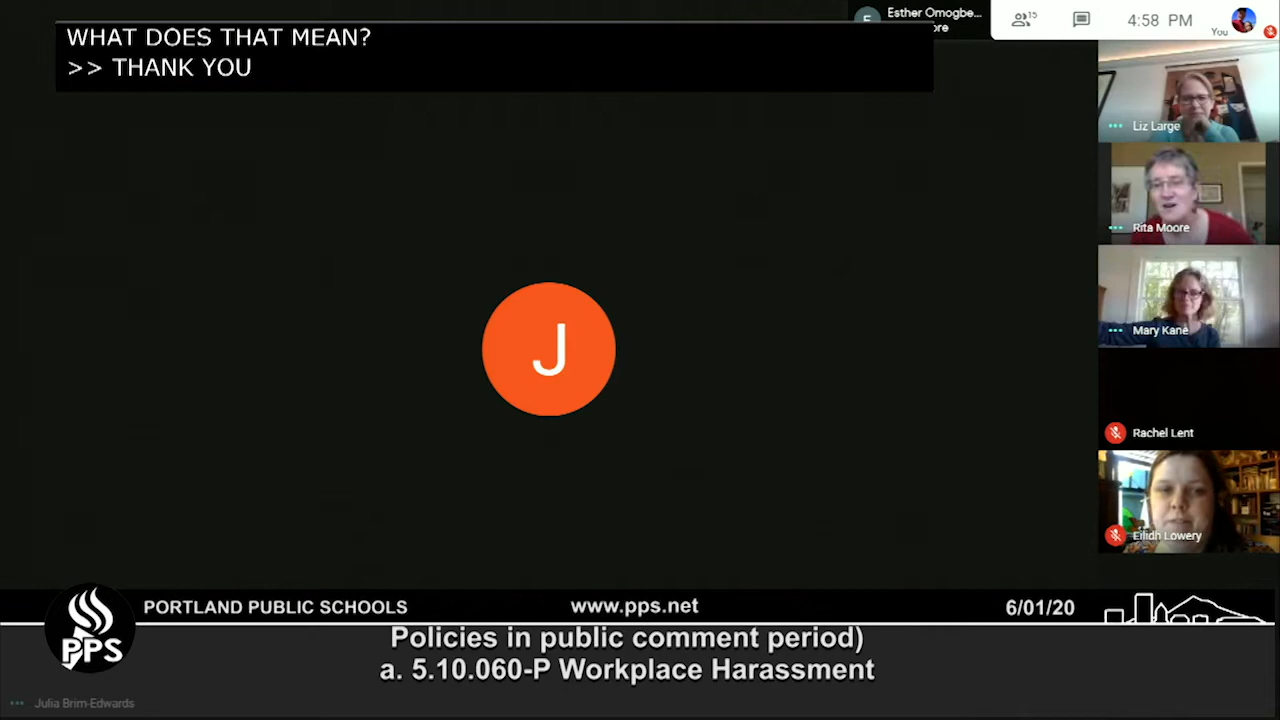 WHAT DOES THAT MEAN?
>> THANK YOU
Esther Omogbe...
ore
15
4:58 PM
You
Liz Large
Rita Moore
Mary Kane
Rachel Lent
Eilidh Lowery
J
PPS
PORTLAND PUBLIC SCHOOLS
www.pps.net
6/01/20
Policies in public comment period)
a. 5.10.060-P Workplace Harassment
Julia Brim-Edwards